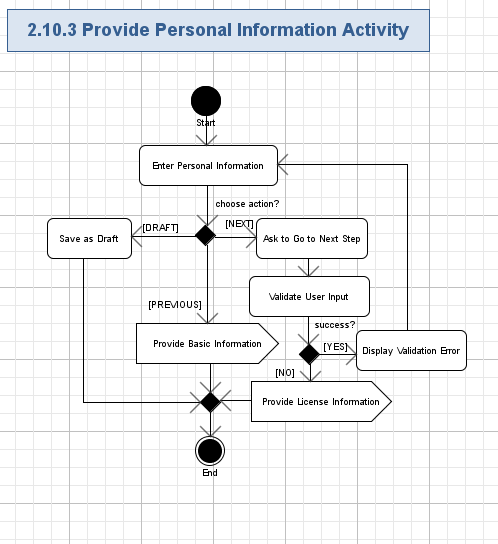 2.10.3 Provide Personal Information Activity
Start
Enter Personal Information
choose action?
[DRAFT]
[NEXT]
Save as Draft
Ask to Go to Next Step
Validate User Input
[PREVIOUS]
success?
Provide Basic Information
[YES]
Display Validation Error
[NO]
Provide License Information
End